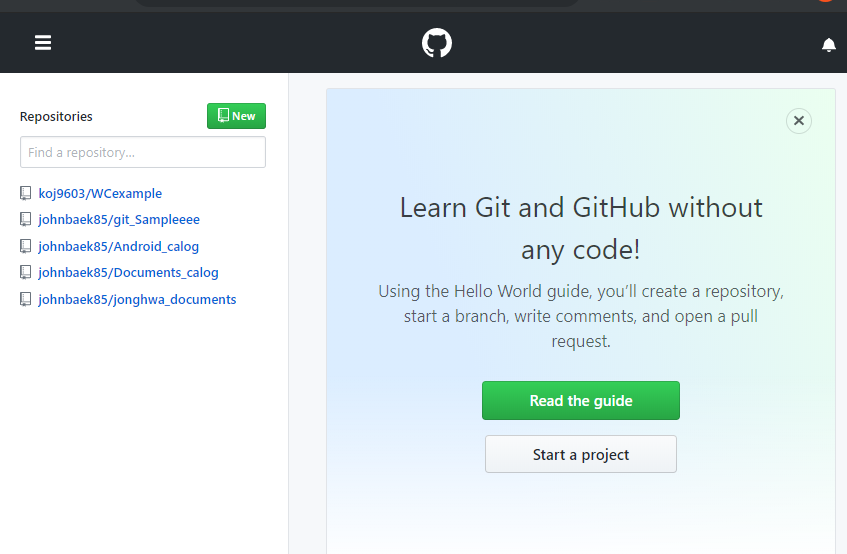 Repositories
New
Find a repository...
koj9603/WCexample
johnbaek85/git_Sampleeee
johnbaek85/Android_calog
johnbaek85/Documents_calog
johnbaek85/jonghwa_documents
Learn Git and GitHub without
any code!
Using the Hello World guide, you’ll create a repository,
start a branch, write comments, and open a pull
request.
Read the guide
Start a project